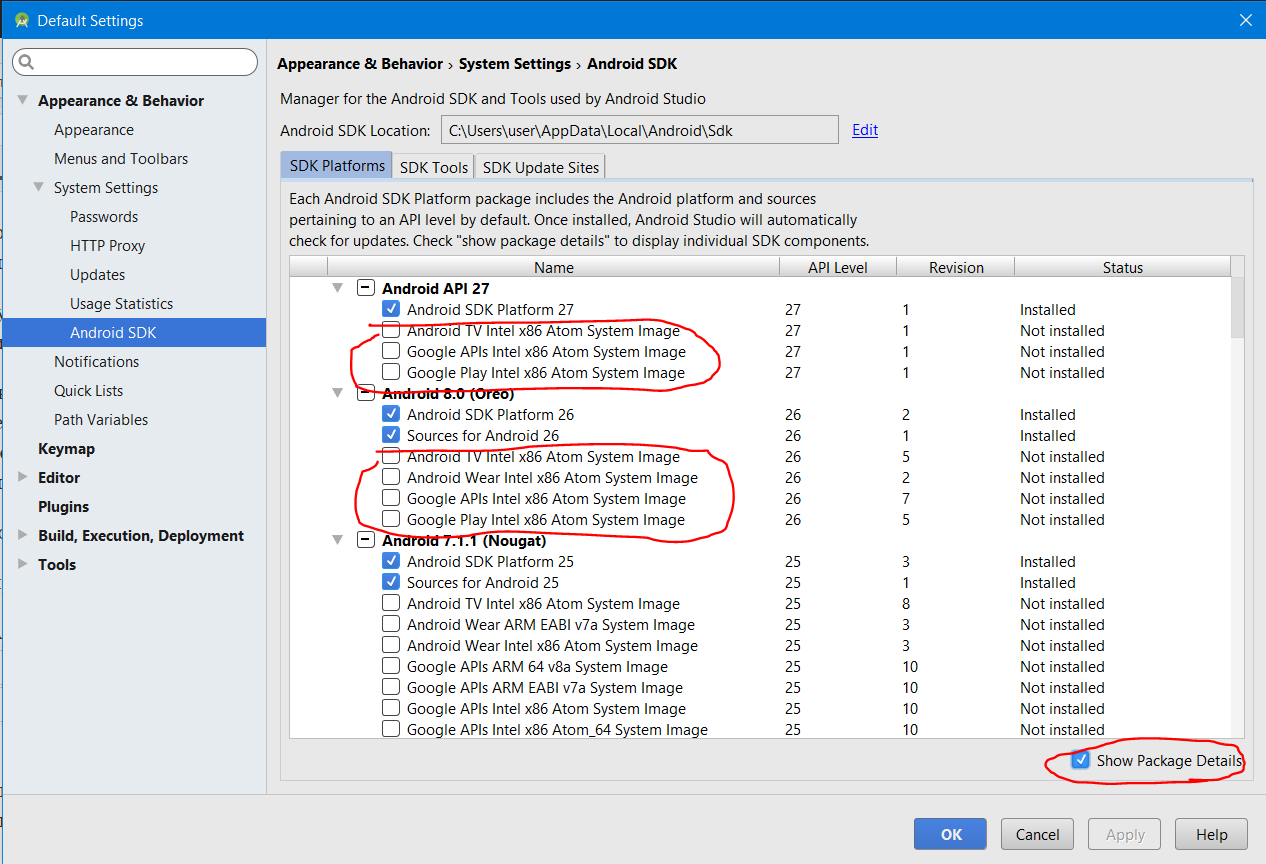 Default Settings
Appearance & Behavior › System Settings › Android SDK
Manager for the Android SDK and Tools used by Android Studio
Android SDK Location: C:\Users\user\AppData\Local\Android\Sdk Edit
Appearance & Behavior
Appearance
Menus and Toolbars
System Settings
Passwords
HTTP Proxy
Updates
Usage Statistics
Android SDK
Notifications
Quick Lists
Path Variables
Keymap
Editor
Plugins
Build, Execution, Deployment
Tools
SDK Platforms SDK Tools SDK Update Sites
Each Android SDK Platform package includes the Android platform and sources
pertaining to an API level by default. Once installed, Android Studio will automatically
check for updates. Check "show package details" to display individual SDK components.
Name API Level Revision Status
Android API 27
Android SDK Platform 27 27 1 Installed
Android TV Intel x86 Atom System Image 27 1 Not installed
Google APIs Intel x86 Atom System Image 27 1 Not installed
Google Play Intel x86 Atom System Image 27 1 Not installed
Android 8.0 (Oreo)
Android SDK Platform 26 26 2 Installed
Sources for Android 26 26 1 Installed
Android TV Intel x86 Atom System Image 26 5 Not installed
Android Wear Intel x86 Atom System Image 26 2 Not installed
Google APIs Intel x86 Atom System Image 26 7 Not installed
Google Play Intel x86 Atom System Image 26 5 Not installed
Android 7.1.1 (Nougat)
Android SDK Platform 25 25 3 Installed
Sources for Android 25 25 1 Installed
Android TV Intel x86 Atom System Image 25 8 Not installed
Android Wear ARM EABI v7a System Image 25 3 Not installed
Android Wear Intel x86 Atom System Image 25 3 Not installed
Google APIs ARM 64 v8a System Image 25 10 Not installed
Google APIs ARM EABI v7a System Image 25 10 Not installed
Google APIs Intel x86 Atom System Image 25 10 Not installed
Google APIs Intel x86 Atom_64 System Image 25 10 Not installed
Show Package Details
OK Cancel Apply Help